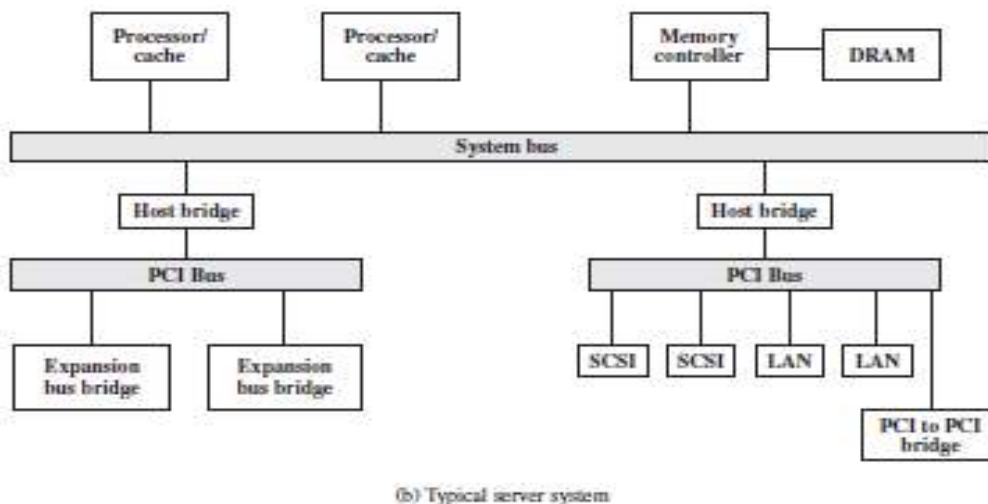 Processor/
cache
Processor/
cache
Memory
controller
DRAM
System bus
Host bridge
Host bridge
PCI Bus
PCI Bus
Expansion
bus bridge
Expansion
bus bridge
SCSI
SCSI
LAN
LAN
PCI to PCI
bridge
(b) Typical server system